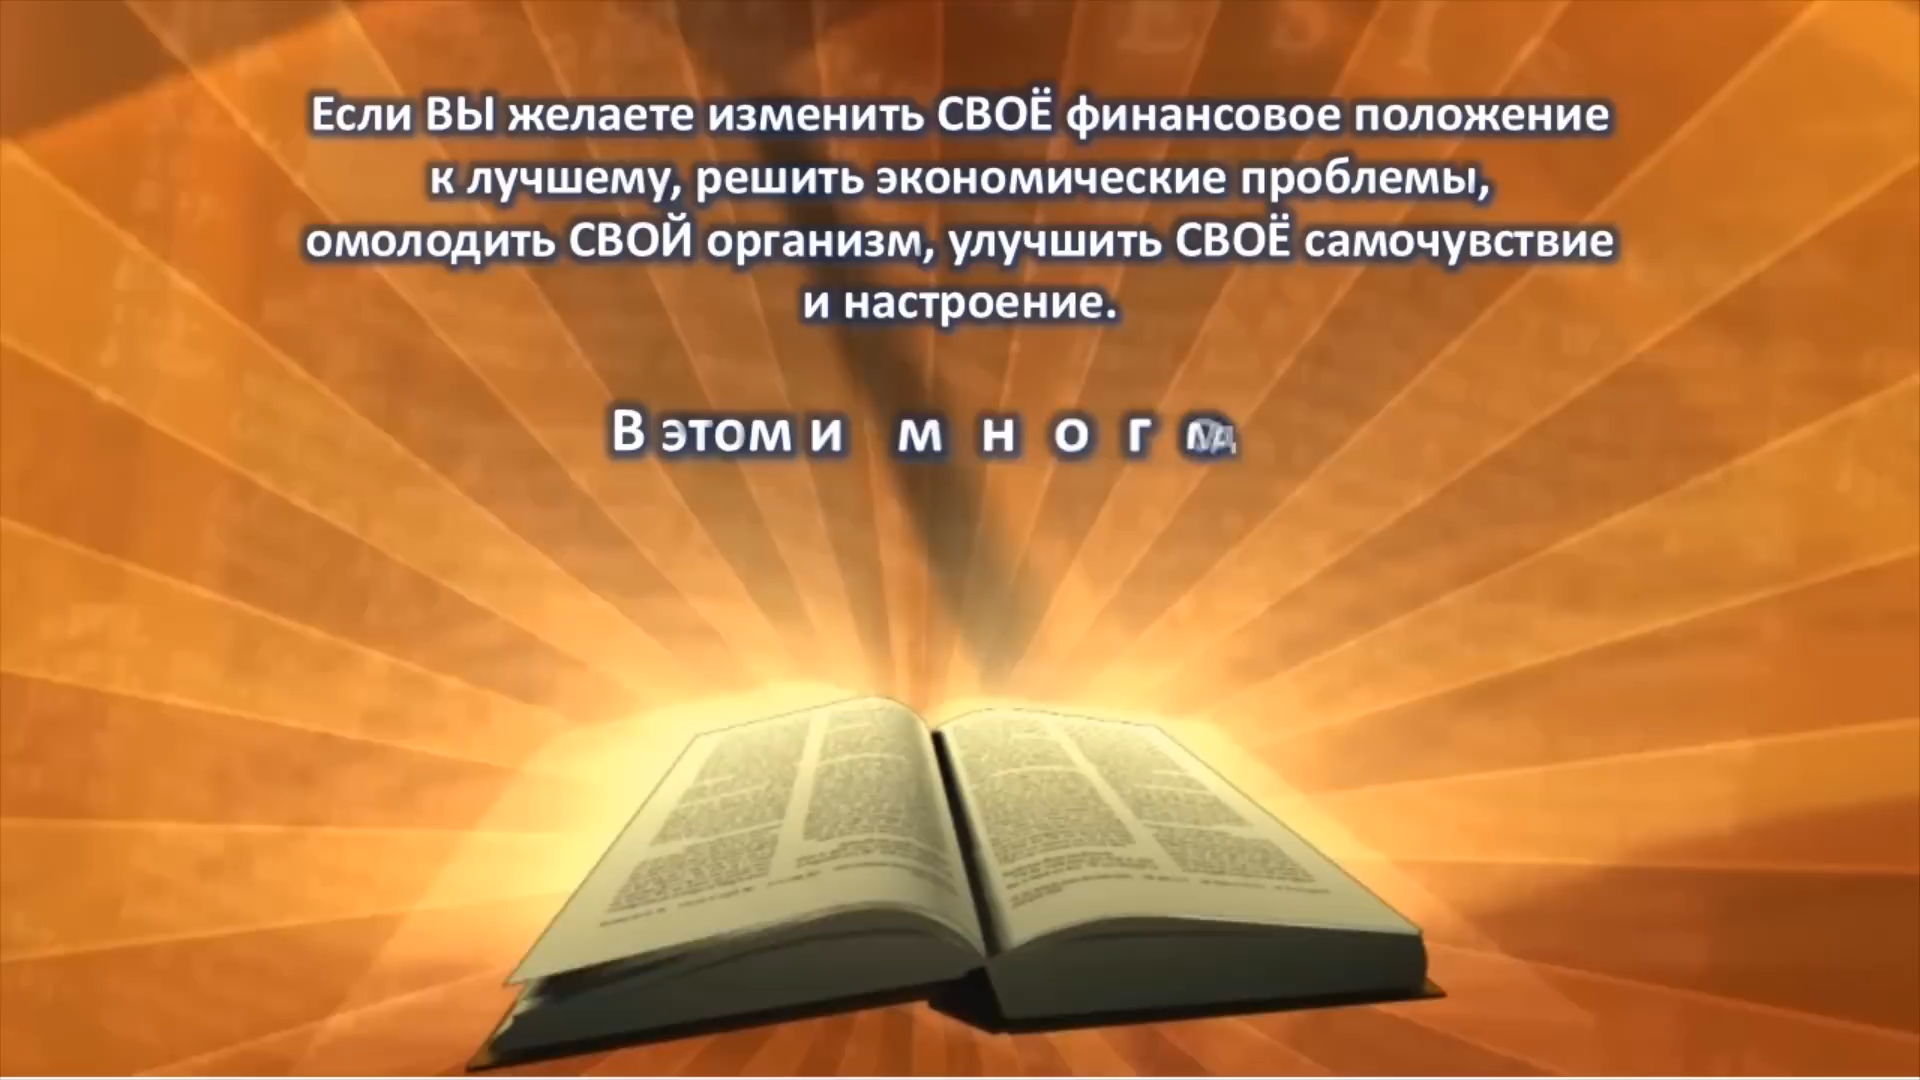 Если ВЫ желаете изменить СВОЁ финансовое положение
к лучшему, решить экономические проблемы,
омолодить СВОЙ организм, улучшить СВОЁ самочувствие
и настроение.
В этом и м н о г